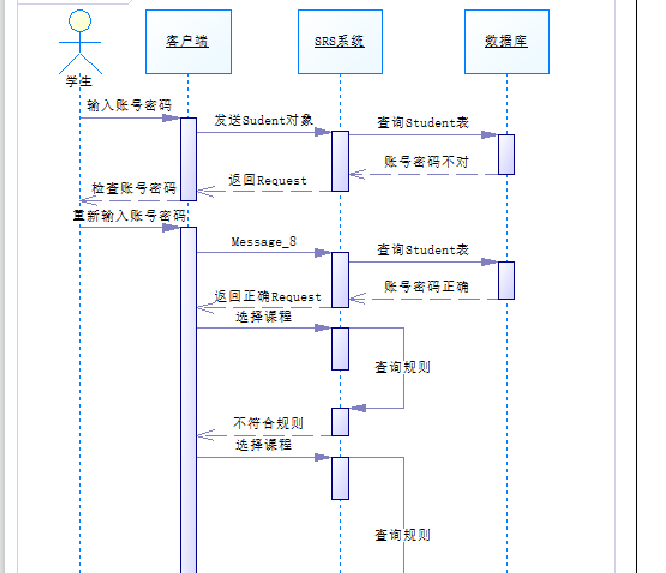 客户端
SRS系统
数据库
学生
输入账号密码
发送Sudent对象
查询Student表
账号密码不对
返回Request
检查账号密码
重新输入账号密码
Message_8
查询Student表
账号密码正确
返回正确Request
选择课程
查询规则
不符合规则
选择课程
查询规则